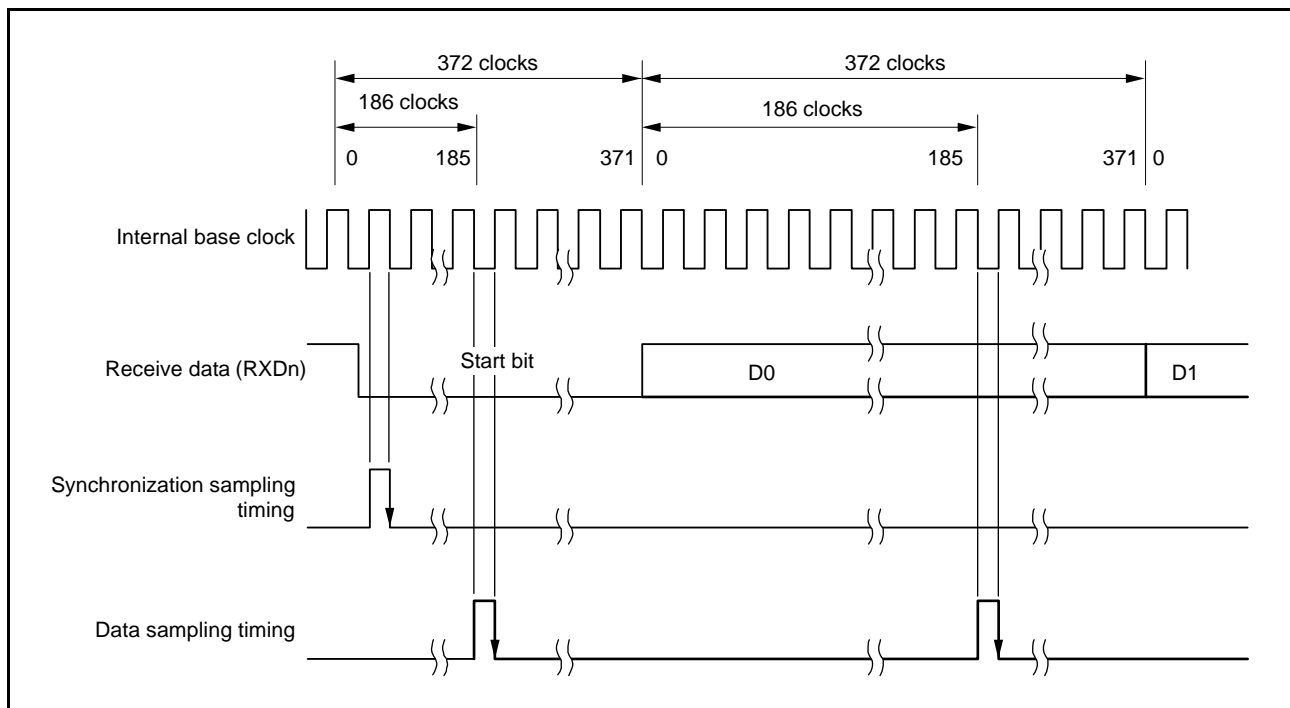 372 clocks 372 clocks
186 clocks 186 clocks
0 185 371 0 185 371 0
Internal base clock
Receive data (RXDn) Start bit D0 D1
Synchronization sampling
timing
Data sampling timing